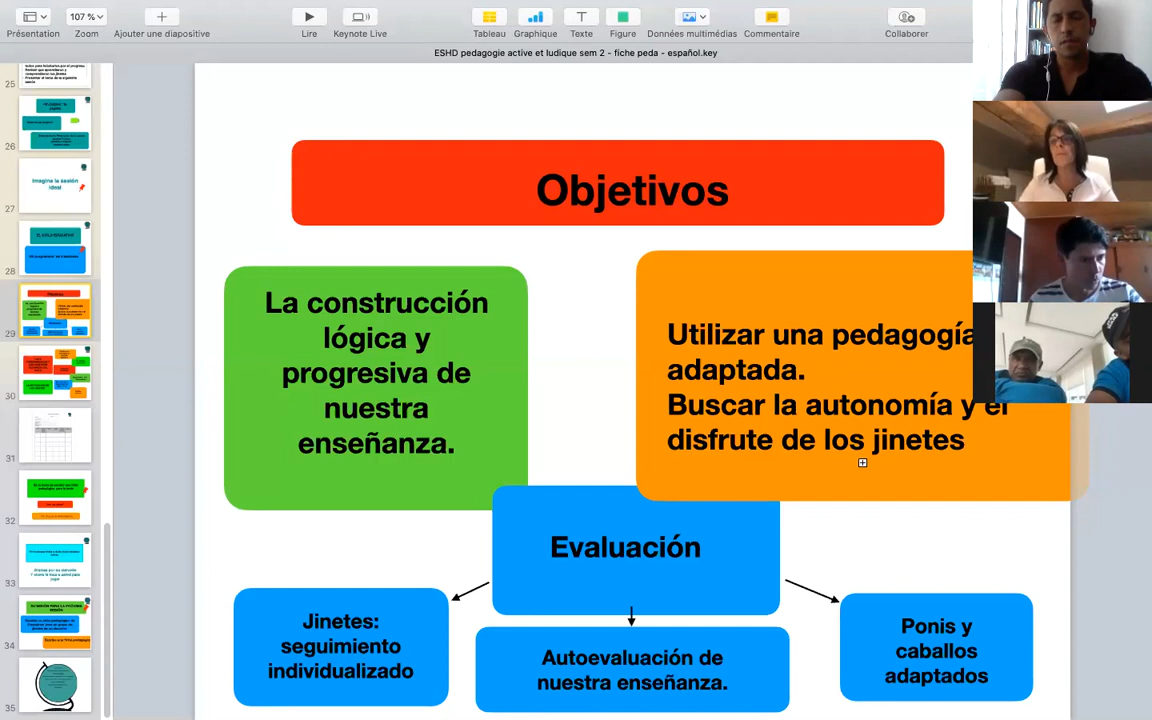 107 %
Présentation
Zoom
Ajouter une diapositive
Lire
Keynote Live
Tableau
Graphique
Texte
Figure
Données multimédias
Commentaire
Collaborer
ESHD pedagogie active et ludique sem 2 - fiche peda - español.key
25
26
Imagine la sesión
ideal
27
28
29
30
31
32
33
34
35
Objetivos
La construcción
lógica y
progresiva de
nuestra
enseñanza.
Utilizar una pedagogía
adaptada.
Buscar la autonomía y el
disfrute de los jinetes
Evaluación
Jinetes:
seguimiento
individualizado
Autoevaluación de
nuestra enseñanza.
Ponis y
caballos
adaptados